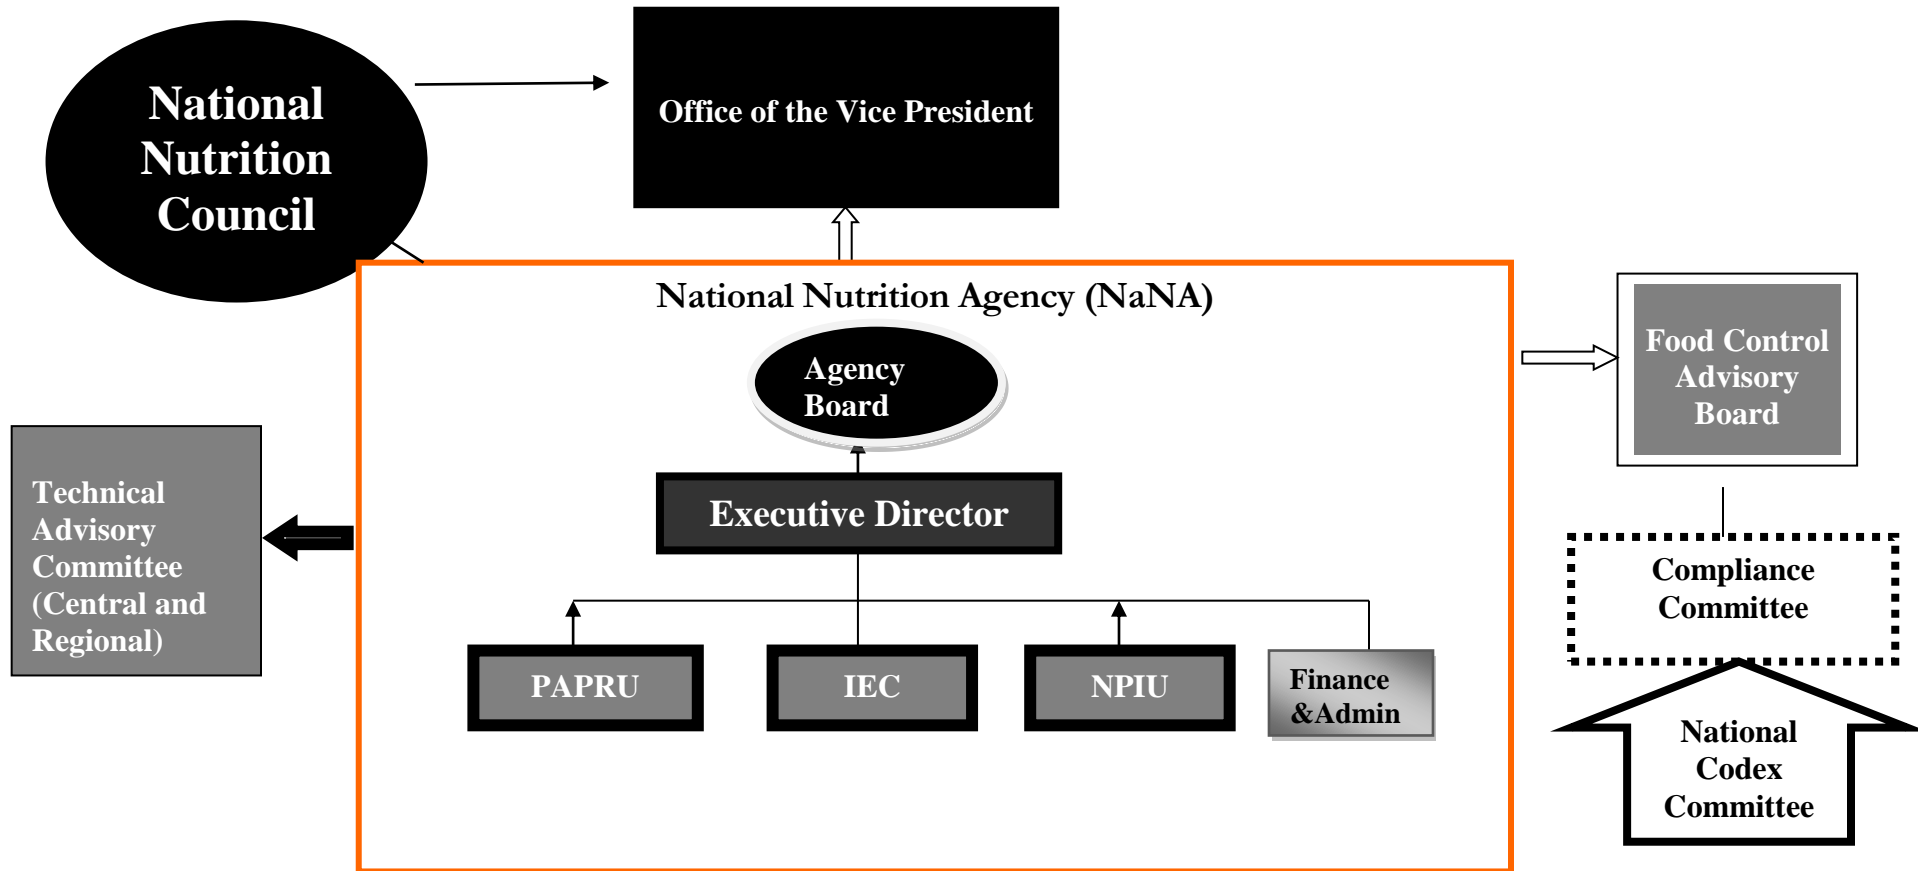 National
Nutrition
Council
Office of the Vice President
National Nutrition Agency (NaNA)
Agency
Board
Executive Director
PAPRU
IEC
NPIU
Finance
&Admin
Technical
Advisory
Committee
(Central and
Regional)
Food Control
Advisory
Board
Compliance
Committee
National
Codex
Committee